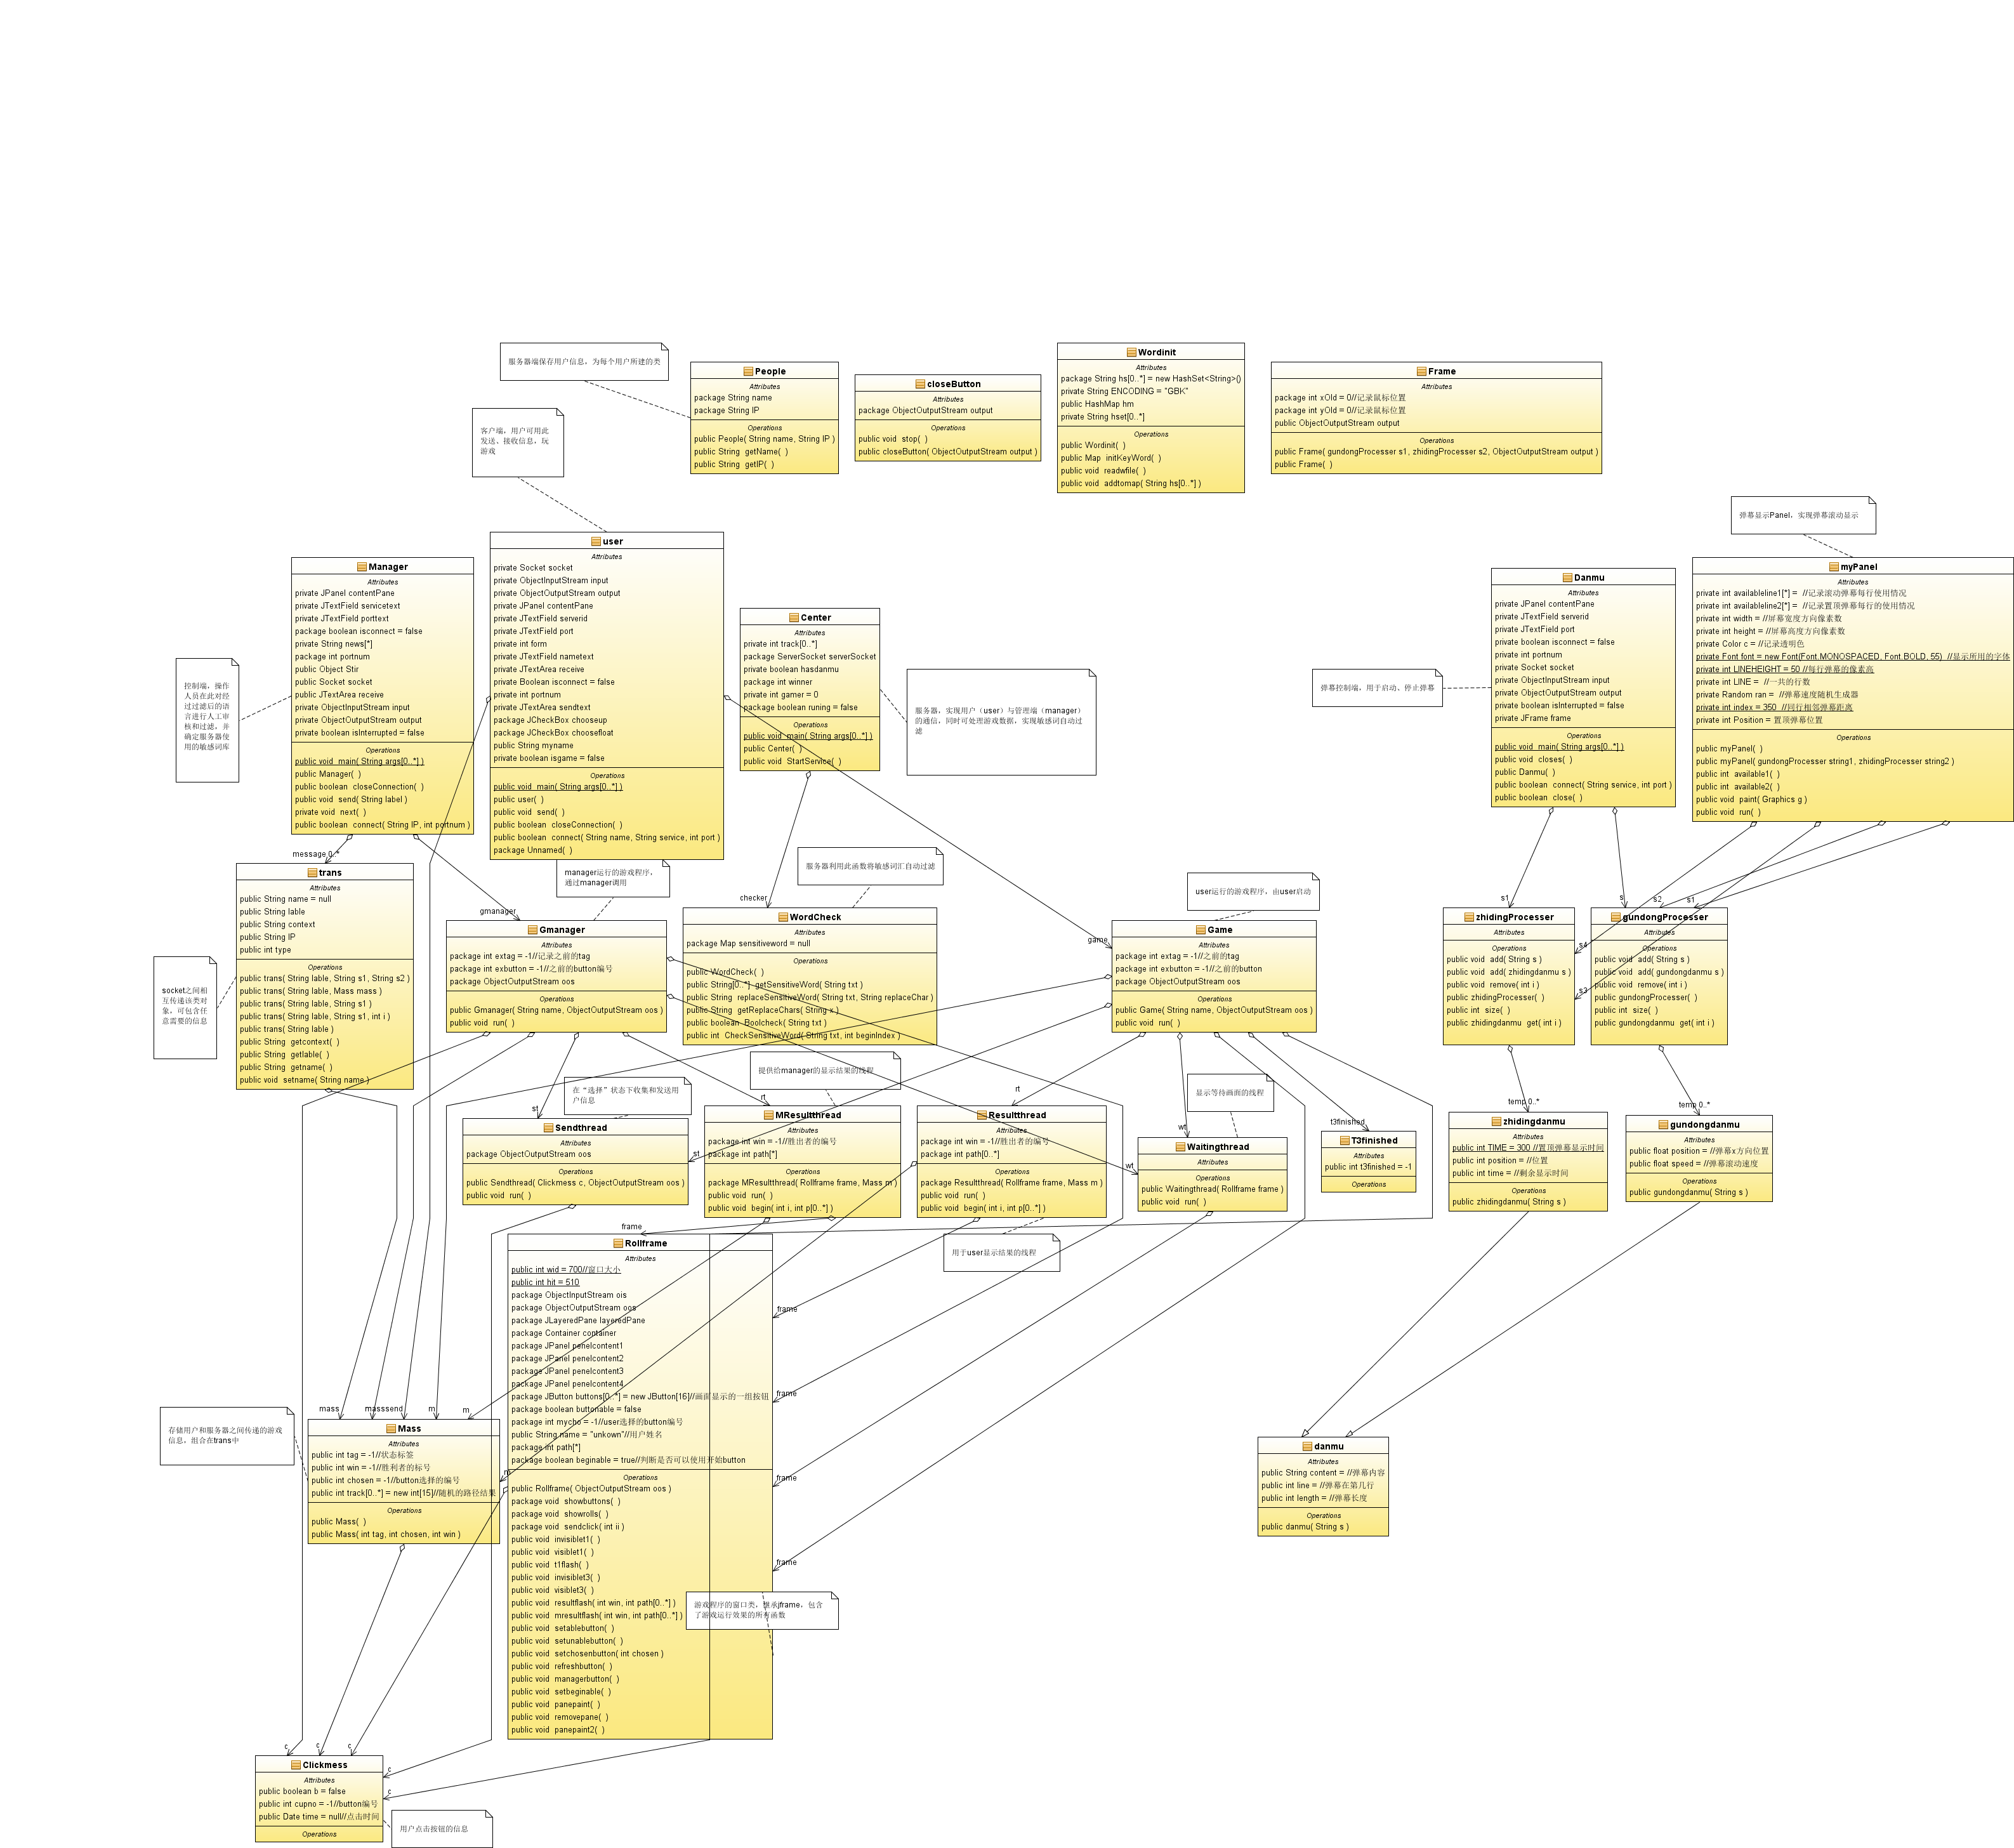 服务器端保存用户信息，为每个用户所建的类
People
Attributes
package String name
package String IP
Operations
public People( String name, String IP )
public String  getName(  )
public String  getIP(  )
closeButton
Attributes
package ObjectOutputStream output
Operations
public void  stop(  )
public closeButton( ObjectOutputStream output )
Wordinit
Attributes
package String hs[0..*] = new HashSet<String>()
private String ENCODING = "GBK"
public HashMap hm
private String hset[0..*]
Operations
public Wordinit(  )
public Map  initKeyWord(  )
public void  readwfile(  )
public void  addtomap( String hs[0..*] )
Frame
Attributes
package int xOld = 0//记录鼠标位置
package int yOld = 0//记录鼠标位置
public ObjectOutputStream output
Operations
public Frame( gundongProcesser s1, zhidingProcesser s2, ObjectOutputStream output )
public Frame(  )
客户端，用户可用此
发送、接收信息，玩
游戏
弹幕显示Panel，实现弹幕滚动显示
Manager
Attributes
private JPanel contentPane
private JTextField servicetext
private JTextField porttext
package boolean isconnect = false
private String news[*]
package int portnum
public Object Stir
public Socket socket
public JTextArea receive
private ObjectInputStream input
private ObjectOutputStream output
private boolean isInterrupted = false
Operations
public void  main( String args[0..*] )
public Manager(  )
public boolean  closeConnection(  )
public void  send( String label )
private void  next(  )
public boolean  connect( String IP, int portnum )
控制端，操作
人员在此对经
过过滤后的语
言进行人工审
核和过滤，并
确定服务器使
用的敏感词库
user
Attributes
private Socket socket
private ObjectInputStream input
private ObjectOutputStream output
private JPanel contentPane
private JTextField serverid
private JTextField port
private int form
private JTextField nametext
private JTextArea receive
private Boolean isconnect = false
private int portnum
private JTextArea sendtext
package JCheckBox chooseup
package JCheckBox choosefloat
public String myname
private boolean isgame = false
Operations
public void  main( String args[0..*] )
public user(  )
public void  send(  )
public boolean  closeConnection(  )
public boolean  connect( String name, String service, int port )
package Unnamed(  )
Center
Attributes
private int track[0..*]
package ServerSocket serverSocket
private boolean hasdanmu
package int winner
private int gamer = 0
package boolean runing = false
Operations
public void  main( String args[0..*] )
public Center(  )
public void  StartService(  )
服务器，实现用户（user）与管理端（manager）
的通信，同时可处理游戏数据，实现敏感词自动过
滤
弹幕控制端，用于启动、停止弹幕
Danmu
Attributes
private JPanel contentPane
private JTextField serverid
private JTextField port
private boolean isconnect = false
private int portnum
private Socket socket
private ObjectInputStream input
private ObjectOutputStream output
private boolean isInterrupted = false
private JFrame frame
Operations
public void  main( String args[0..*] )
public void  closes(  )
public Danmu(  )
public boolean  connect( String service, int port )
public boolean  close(  )
myPanel
Attributes
private int availableline1[*] =  //记录滚动弹幕每行使用情况
private int availableline2[*] =  //记录置顶弹幕每行的使用情况
private int width = //屏幕宽度方向像素数
private int height = //屏幕高度方向像素数
private Color c = //记录透明色
private Font font = new Font(Font.MONOSPACED, Font.BOLD, 55)  //显示所用的字体
private int LINEHEIGHT = 50 //每行弹幕的像素高
private int LINE =  //一共的行数
private Random ran =  //弹幕速度随机生成器
private int index = 350  //同行相邻弹幕距离
private int Position = 置顶弹幕位置
Operations
public myPanel(  )
public myPanel( gundongProcesser string1, zhidingProcesser string2 )
public int  available1(  )
public int  available2(  )
public void  paint( Graphics g )
public void  run(  )
message 0..*
trans
Attributes
public String name = null
public String lable
public String context
public String IP
public int type
Operations
public trans( String lable, String s1, String s2 )
public trans( String lable, Mass mass )
public trans( String lable, String s1 )
public trans( String lable, String s1, int i )
public trans( String lable )
public String  getcontext(  )
public String  getlable(  )
public String  getname(  )
public void  setname( String name )
socket之间相
互传递该类对
象，可包含任
意需要的信息
manager运行的游戏程序，
通过manager调用
gmanager
Gmanager
Attributes
package int extag = -1//记录之前的tag
package int exbutton = -1//之前的button编号
package ObjectOutputStream oos
Operations
public Gmanager( String name, ObjectOutputStream oos )
public void  run(  )
服务器利用此函数将敏感词汇自动过滤
checker
WordCheck
Attributes
package Map sensitiveword = null
Operations
public WordCheck(  )
public String[0..*]  getSensitiveWord( String txt )
public String  replaceSensitiveWord( String txt, String replaceChar )
public String  getReplaceChars( String x )
public boolean  Boolcheck( String txt )
public int  CheckSensitiveWord( String txt, int beginIndex )
user运行的游戏程序，由user启动
game
Game
Attributes
package int extag = -1//之前的tag
package int exbutton = -1//之前的button
package ObjectOutputStream oos
Operations
public Game( String name, ObjectOutputStream oos )
public void  run(  )
s1
s
s2
s1
s4
s3
zhidingProcesser
Attributes
Operations
public void  add( String s )
public void  add( zhidingdanmu s )
public void  remove( int i )
public zhidingProcesser(  )
public int  size(  )
public zhidingdanmu  get( int i )
gundongProcesser
Attributes
Operations
public void  add( String s )
public void  add( gundongdanmu s )
public void  remove( int i )
public gundongProcesser(  )
public int  size(  )
public gundongdanmu  get( int i )
在“选择”状态下收集和发送用
户信息
提供给manager的显示结果的线程
显示等待画面的线程
st
rt
rt
st
wt
wt
t3finished
temp 0..*
temp 0..*
Sendthread
Attributes
package ObjectOutputStream oos
Operations
public Sendthread( Clickmess c, ObjectOutputStream oos )
public void  run(  )
MResultthread
Attributes
package int win = -1//胜出者的编号
package int path[*]
Operations
package MResultthread( Rollframe frame, Mass m )
public void  run(  )
public void  begin( int i, int p[0..*] )
Resultthread
Attributes
package int win = -1//胜出者的编号
package int path[0..*]
Operations
package Resultthread( Rollframe frame, Mass m )
public void  run(  )
public void  begin( int i, int p[0..*] )
Waitingthread
Attributes
Operations
public Waitingthread( Rollframe frame )
public void  run(  )
T3finished
Attributes
public int t3finished = -1
Operations
zhidingdanmu
Attributes
public int TIME = 300 //置顶弹幕显示时间
public int position = //位置
public int time = //剩余显示时间
Operations
public zhidingdanmu( String s )
gundongdanmu
Attributes
public float position = //弹幕x方向位置
public float speed = //弹幕滚动速度
Operations
public gundongdanmu( String s )
用于user显示结果的线程
frame
frame
frame
frame
frame
Rollframe
Attributes
public int wid = 700//窗口大小
public int hit = 510
package ObjectInputStream ois
package ObjectOutputStream oos
package JLayeredPane layeredPane
package Container container
package JPanel penelcontent1
package JPanel penelcontent2
package JPanel penelcontent3
package JPanel penelcontent4
package JButton buttons[0..*] = new JButton[16]//画面显示的一组按钮
package boolean buttonable = false
package int mycho = -1//user选择的button编号
public String name = "unkown"//用户姓名
package int path[*]
package boolean beginable = true//判断是否可以使用开始button
Operations
public Rollframe( ObjectOutputStream oos )
package void  showbuttons(  )
package void  showrolls(  )
package void  sendclick( int ii )
public void  invisiblet1(  )
public void  visiblet1(  )
public void  t1flash(  )
public void  invisiblet3(  )
public void  visiblet3(  )
public void  resultflash( int win, int path[0..*] )
public void  mresultflash( int win, int path[0..*] )
public void  setablebutton(  )
public void  setunablebutton(  )
public void  setchosenbutton( int chosen )
public void  refreshbutton(  )
public void  managerbutton(  )
public void  setbeginable(  )
public void  panepaint(  )
public void  removepane(  )
public void  panepaint2(  )
游戏程序的窗口类，继承jframe，包含
了游戏运行效果的所有函数
存储用户和服务器之间传递的游戏
信息，组合在trans中
mass
masssend
m
m
m
Mass
Attributes
public int tag = -1//状态标签
public int win = -1//胜利者的标号
public int chosen = -1//button选择的编号
public int track[0..*] = new int[15]//随机的路径结果
Operations
public Mass(  )
public Mass( int tag, int chosen, int win )
danmu
Attributes
public String content = //弹幕内容
public int line = //弹幕在第几行
public int length = //弹幕长度
Operations
public danmu( String s )
c
c
c
c
c
Clickmess
Attributes
public boolean b = false
public int cupno = -1//button编号
public Date time = null//点击时间
Operations
用户点击按钮的信息